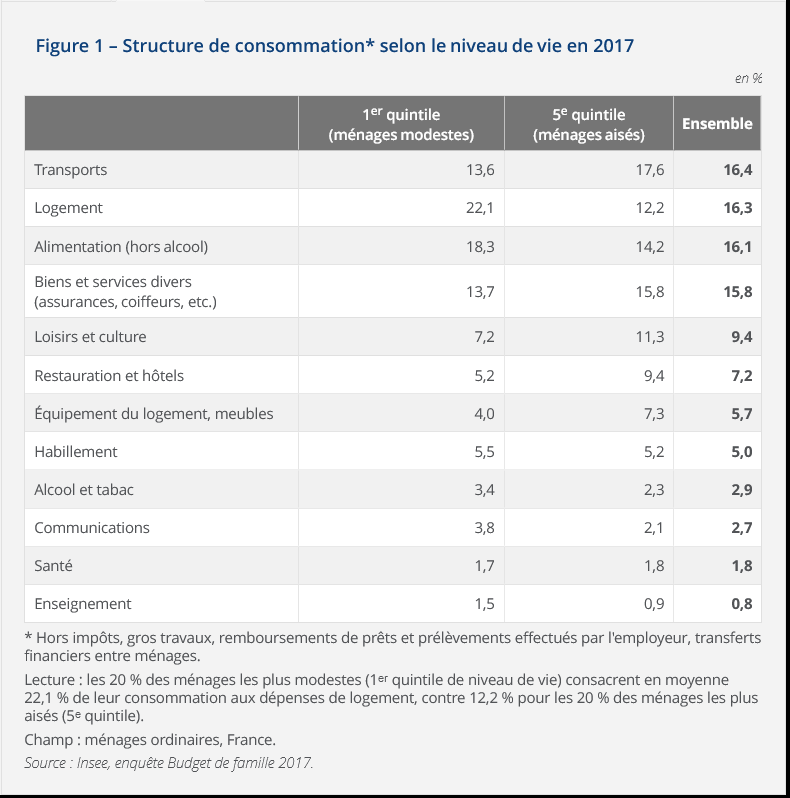 Figure 1 – Structure de consommation* selon le niveau de vie en 2017
en %
1er quintile (ménages modestes) 5e quintile (ménages aisés) Ensemble
Transports 13,6 17,6 16,4
Logement 22,1 12,2 16,3
Alimentation (hors alcool) 18,3 14,2 16,1
Biens et services divers
(assurances, coiffeurs, etc.) 13,7 15,8 15,8
Loisirs et culture 7,2 11,3 9,4
Restauration et hôtels 5,2 9,4 7,2
Équipement du logement, meubles 4,0 7,3 5,7
Habillement 5,5 5,2 5,0
Alcool et tabac 3,4 2,3 2,9
Communications 3,8 2,1 2,7
Santé 1,7 1,8 1,8
Enseignement 1,5 0,9 0,8
* Hors impôts, gros travaux, remboursements de prêts et prélèvements effectués par l'employeur, transferts
financiers entre ménages.
Lecture : les 20 % des ménages les plus modestes (1er quintile de niveau de vie) consacrent en moyenne
22,1 % de leur consommation aux dépenses de logement, contre 12,2 % pour les 20 % des ménages les plus
aisés (5e quintile).
Champ : ménages ordinaires, France.
Source : Insee, enquête Budget de famille 2017.